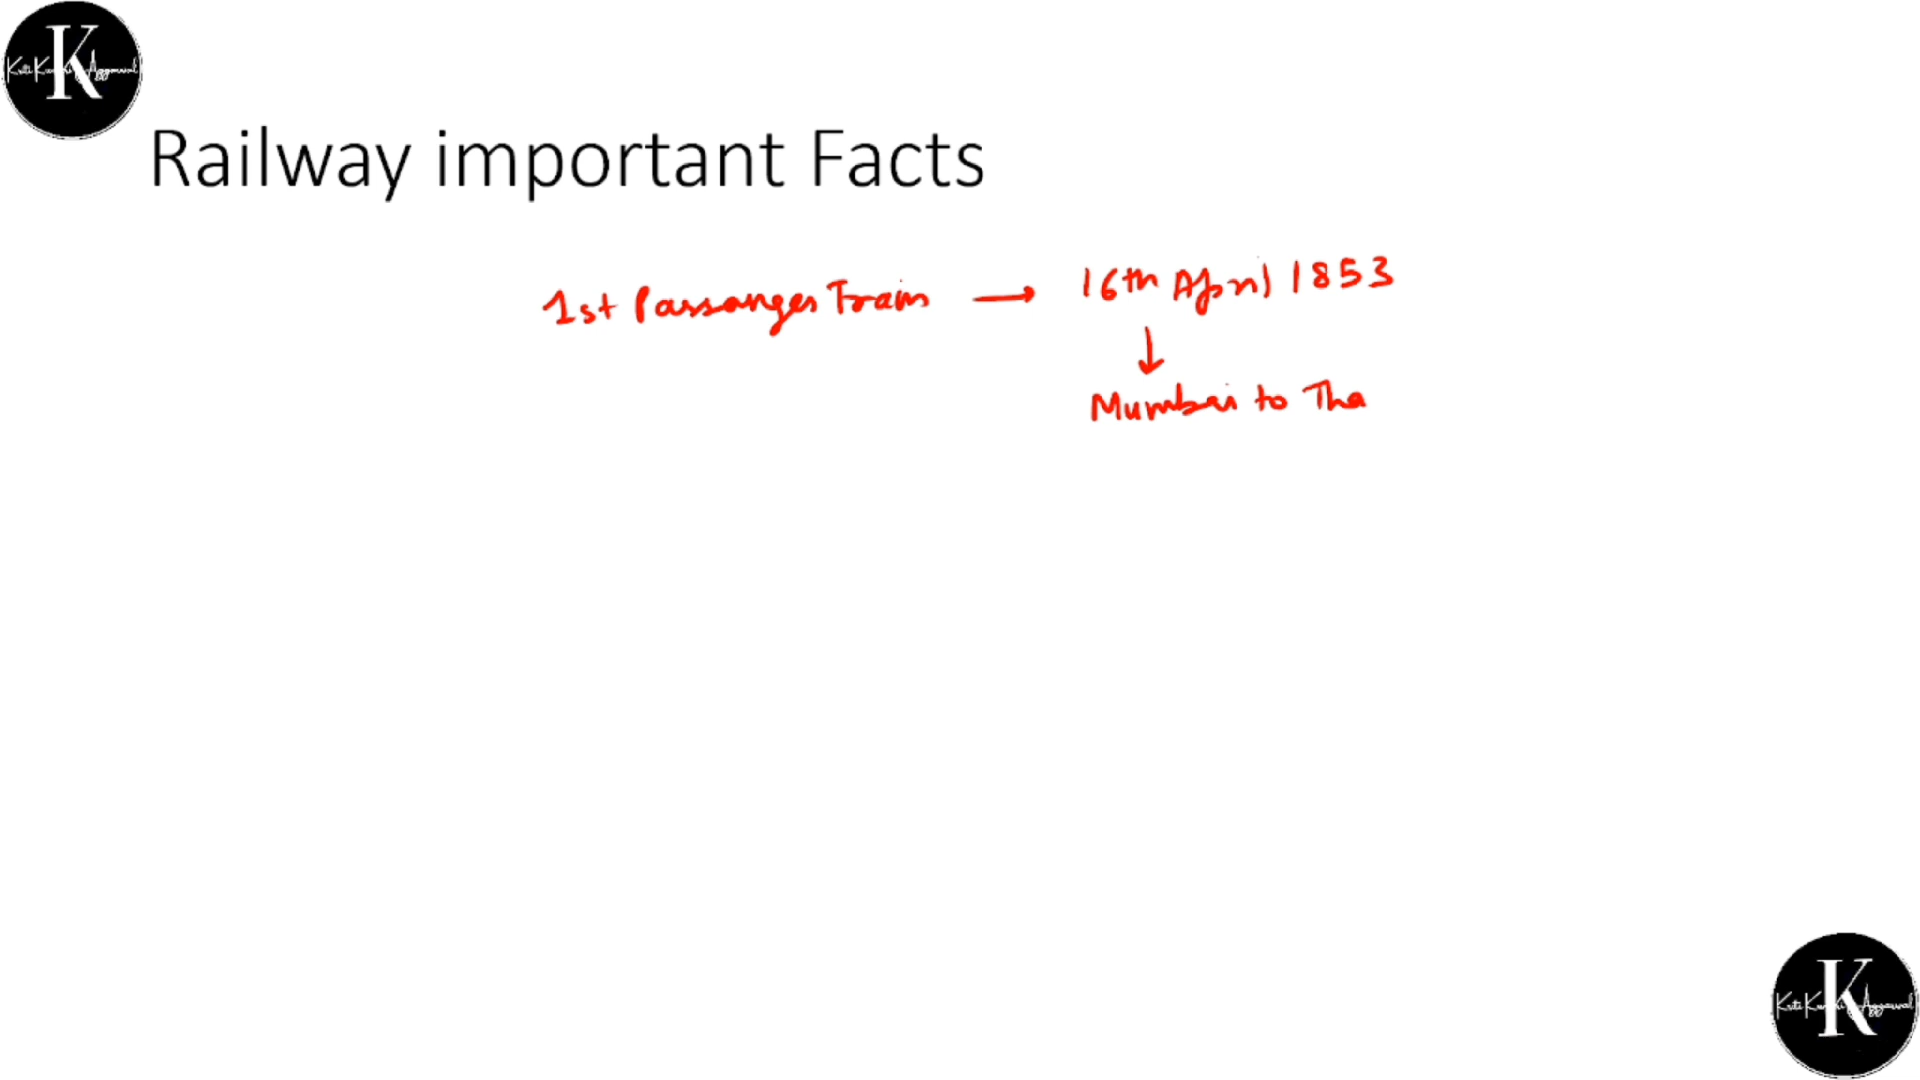 K
Railway important Facts
1st Passanger Train → 16th April 1853
↓
Mumbai to Tha
K